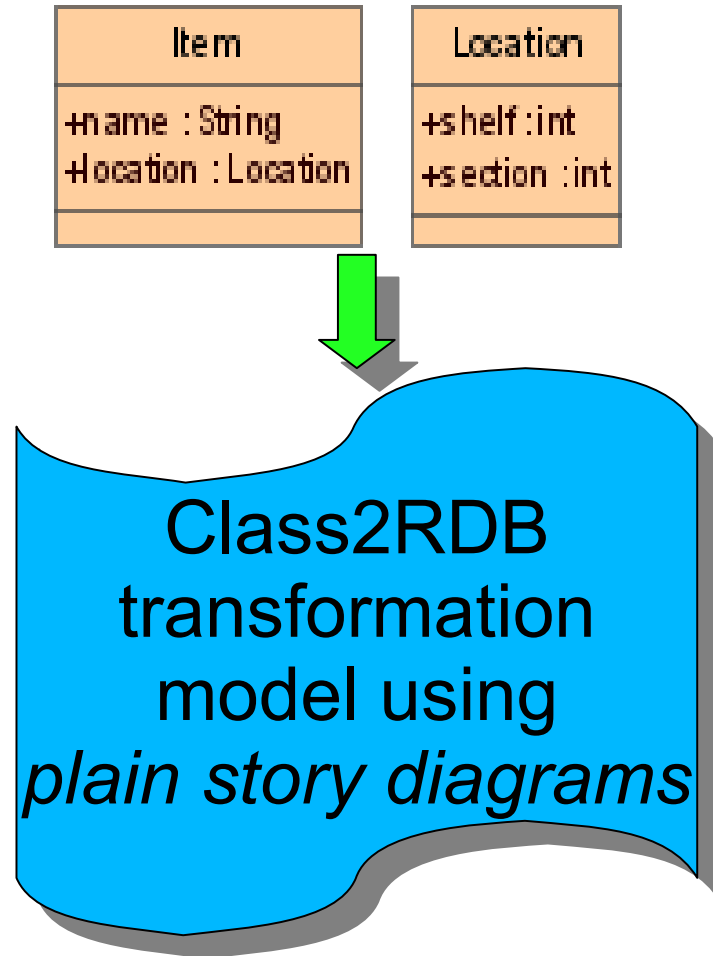 Item
+name : String
+location : Location
Location
+shelf : int
+section : int
Class2RDB
transformation
model using
plain story diagrams